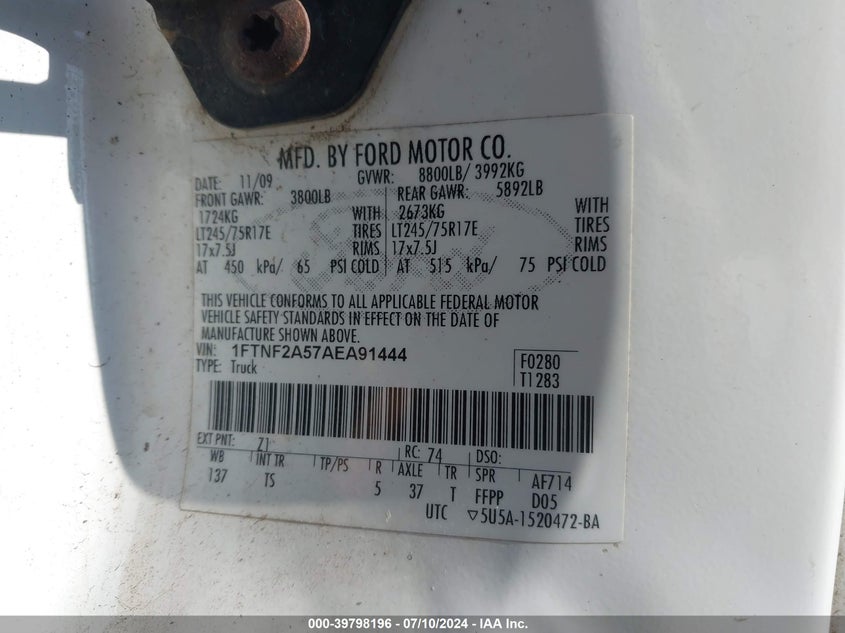 MFD. BY FORD MOTOR CO.
DATE: 11/09 GVWR: 8800LB/ 3992KG
FRONT GAWR: 3800LB REAR GAWR: 5892LB WITH
1724KG WITH 2673KG TIRES
LT245/75R17E TIRES LT245/75R17E RIMS
17x7.5J RIMS 17x7.5J
AT 450 kPa/ 65 PSI COLD AT 515 kPa/ 75 PSI COLD
THIS VEHICLE CONFORMS TO ALL APPLICABLE FEDERAL MOTOR
VEHICLE SAFETY STANDARDS IN EFFECT ON THE DATE OF
MANUFACTURE SHOWN ABOVE.
VIN: 1FTNF2A57AEA91444
TYPE: Truck
F0280
T1283
EXT PNT: Z1 RC: 74 DSO:
WB INT TR TP/PS R AXLE TR SPR AF714
137 TS 5 37 T FFPP D05
UTC ▽5U5A-1520472-BA
000-39798196 - 07/10/2024 - IAA Inc.